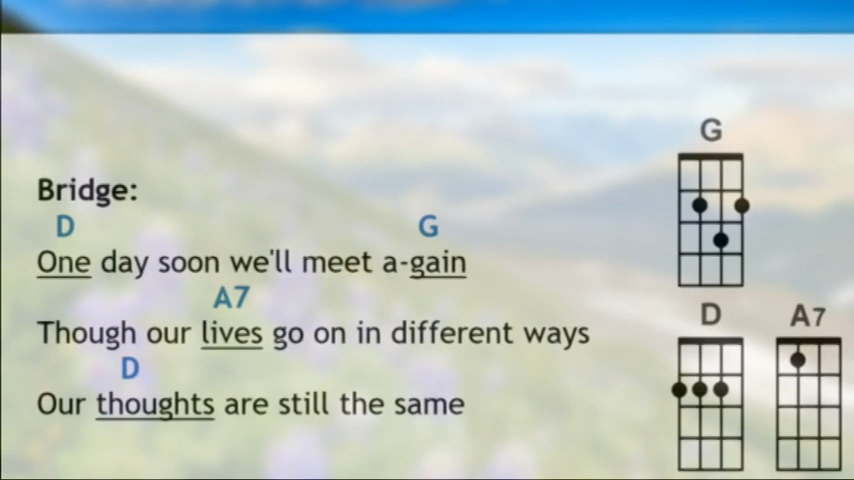 Bridge:
D G
One day soon we'll meet a-gain
A7
Though our lives go on in different ways
D
Our thoughts are still the same
G
D A7